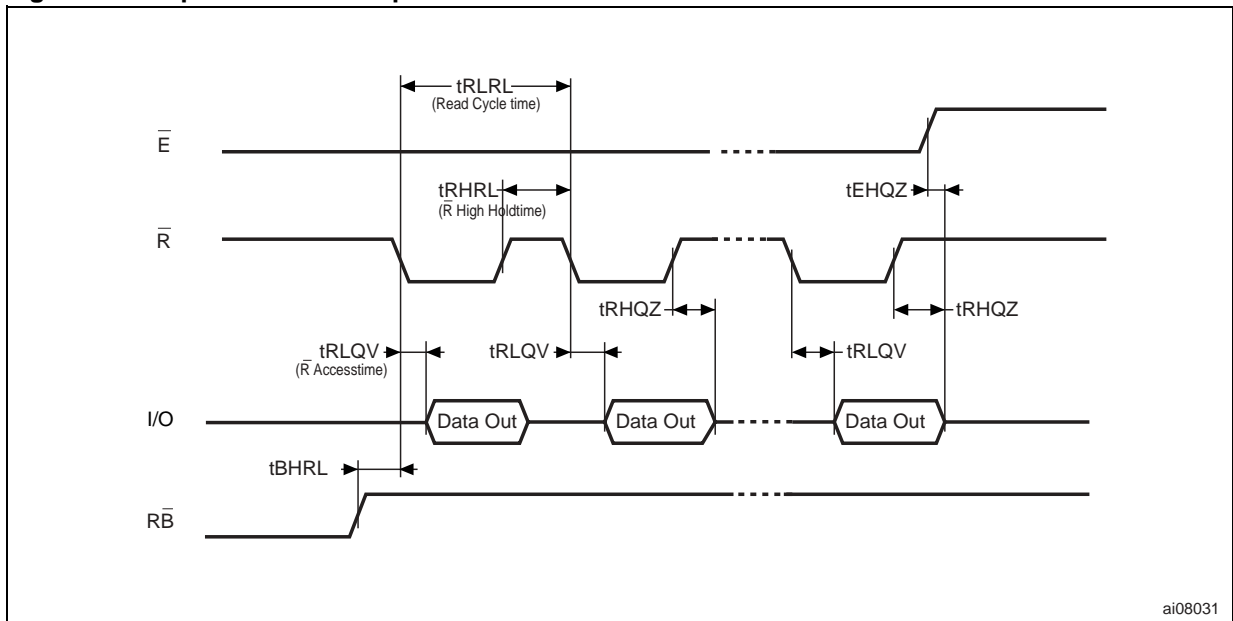 tRLRL
(Read Cycle time)
E̅
tRHRL
(R̅ High Holdtime)
tEHQZ
R̅
tRHQZ
tRHQZ
tRLQV
(R̅ Accesstime)
tRLQV
tRLQV
I/O
Data Out
Data Out
Data Out
tBHRL
RB̅
ai08031